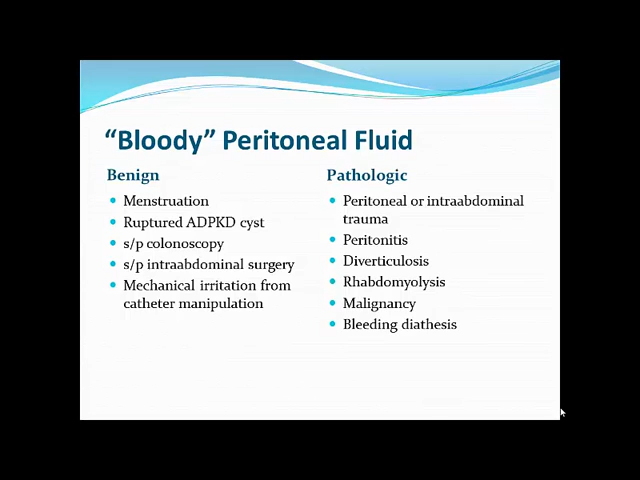 “Bloody” Peritoneal Fluid
Benign
• Menstruation
• Ruptured ADPKD cyst
• s/p colonoscopy
• s/p intraabdominal surgery
• Mechanical irritation from
catheter manipulation
Pathologic
• Peritoneal or intraabdominal
trauma
• Peritonitis
• Diverticulosis
• Rhabdomyolysis
• Malignancy
• Bleeding diathesis